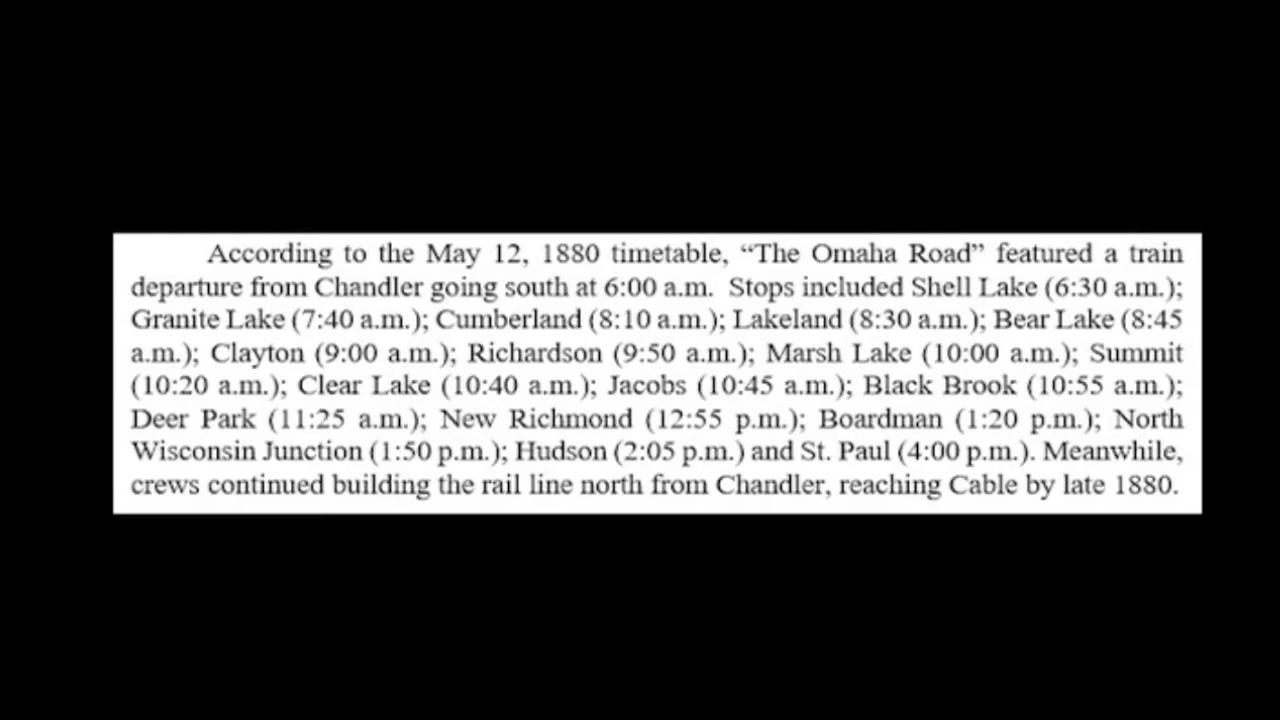 According to the May 12, 1880 timetable, “The Omaha Road” featured a train
departure from Chandler going south at 6:00 a.m.  Stops included Shell Lake (6:30 a.m.);
Granite Lake (7:40 a.m.); Cumberland (8:10 a.m.); Lakeland (8:30 a.m.); Bear Lake (8:45
a.m.); Clayton (9:00 a.m.); Richardson (9:50 a.m.); Marsh Lake (10:00 a.m.); Summit
(10:20 a.m.); Clear Lake (10:40 a.m.); Jacobs (10:45 a.m.); Black Brook (10:55 a.m.);
Deer Park (11:25 a.m.); New Richmond (12:55 p.m.); Boardman (1:20 p.m.); North
Wisconsin Junction (1:50 p.m.); Hudson (2:05 p.m.) and St. Paul (4:00 p.m.). Meanwhile,
crews continued building the rail line north from Chandler, reaching Cable by late 1880.